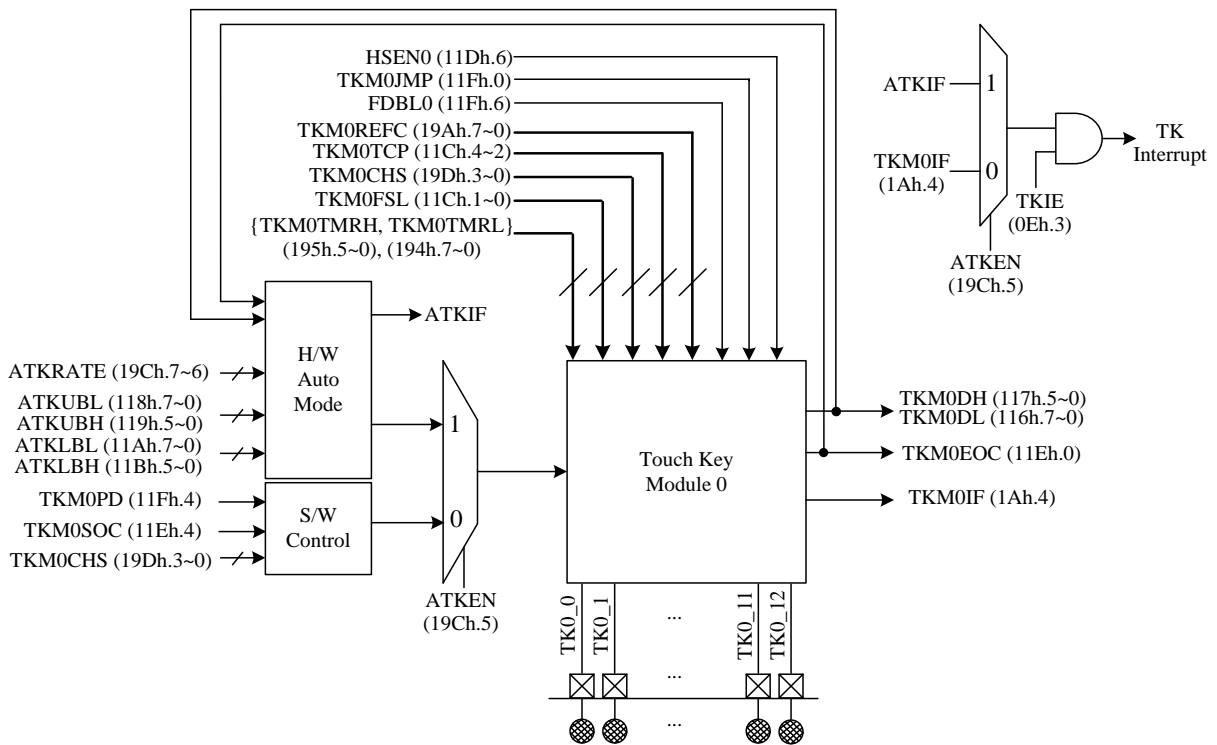 HSEN0 (11Dh.6)
TKM0JMP (11Fh.0)
FDBL0 (11Fh.6)
TKM0REFC (19Ah.7~0)
TKM0TCP (11Ch.4~2)
TKM0CHS (19Dh.3~0)
TKM0FSL (11Ch.1~0)
{TKM0TMRH, TKM0TMRL}
(195h.5~0), (194h.7~0)
ATKIF
1
TKM0IF
(1Ah.4)
0
TKIE
(0Eh.3)
ATKEN
(19Ch.5)
TK
Interrupt
H/W
Auto
Mode
ATKIF
ATKRATE (19Ch.7~6)
ATKUBL (118h.7~0)
ATKUBH (119h.5~0)
ATKLBL (11Ah.7~0)
ATKLBH (11Bh.5~0)
TKM0PD (11Fh.4)
TKM0SOC (11Eh.4)
TKM0CHS (19Dh.3~0)
S/W
Control
1
0
ATKEN
(19Ch.5)
Touch Key
Module 0
TKM0DH (117h.5~0)
TKM0DL (116h.7~0)
TKM0EOC (11Eh.0)
TKM0IF (1Ah.4)
TK0_0
TK0_1
...
TK0_11
TK0_12
...
...